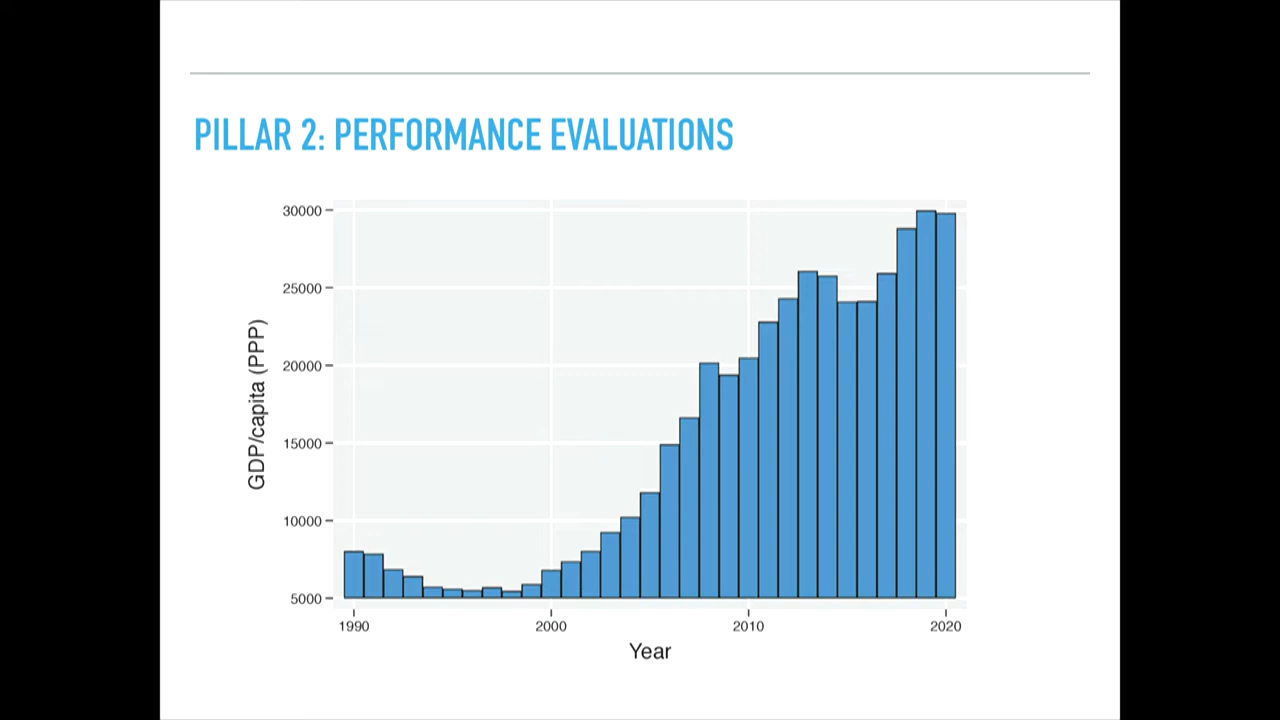 PILLAR 2: PERFORMANCE EVALUATIONS
30000
25000
20000
15000
10000
5000
GDP/capita (PPP)
1990 2000 2010 2020
Year